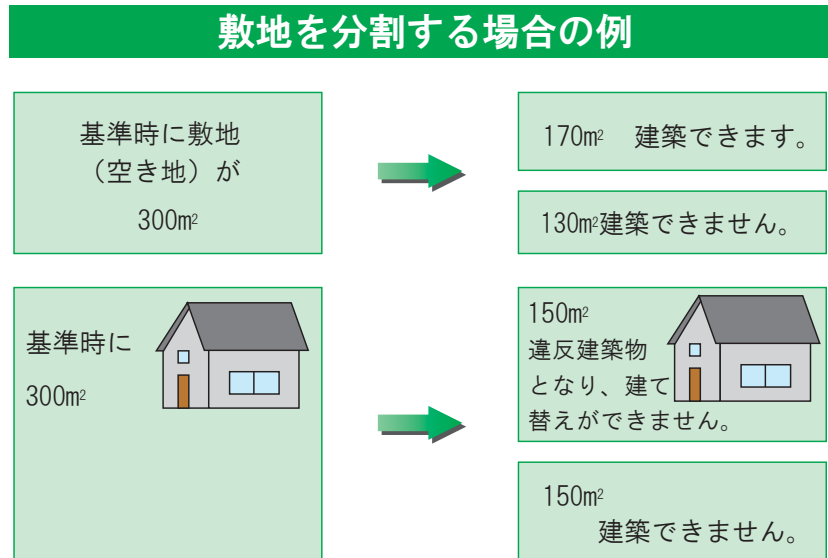 敷地を分割する場合の例
基準時に敷地
（空き地）が
300m²
170m²　建築できます。
130m²建築できません。
基準時に
300m²
150m²
違反建築物
となり、建て
替えができません。
150m²
建築できません。